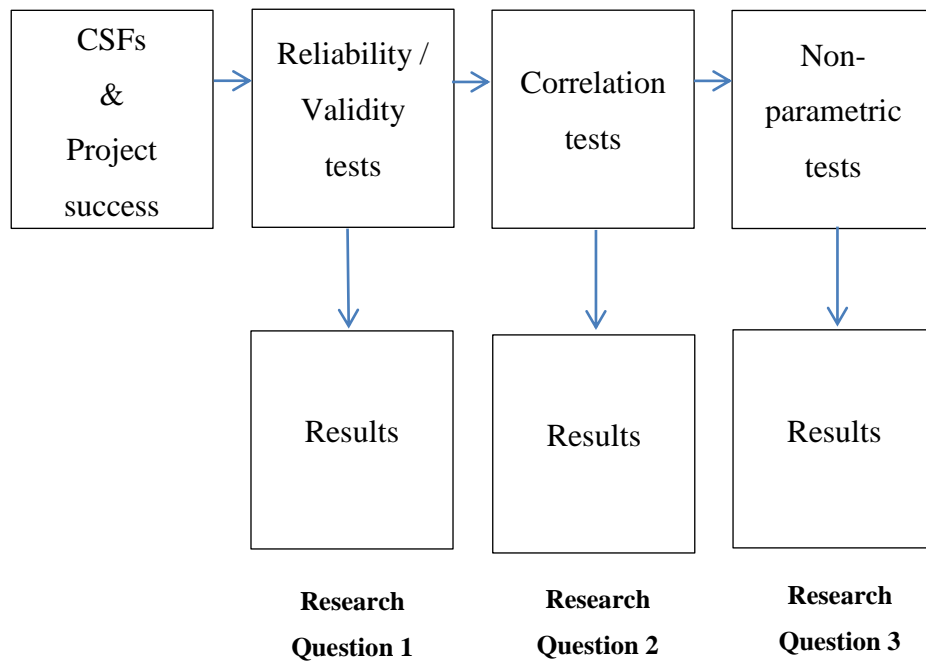 CSFs
&
Project
success
Reliability /
Validity
tests
Correlation
tests
Non-
parametric
tests
Results
Results
Results
Research
Question 1
Research
Question 2
Research
Question 3